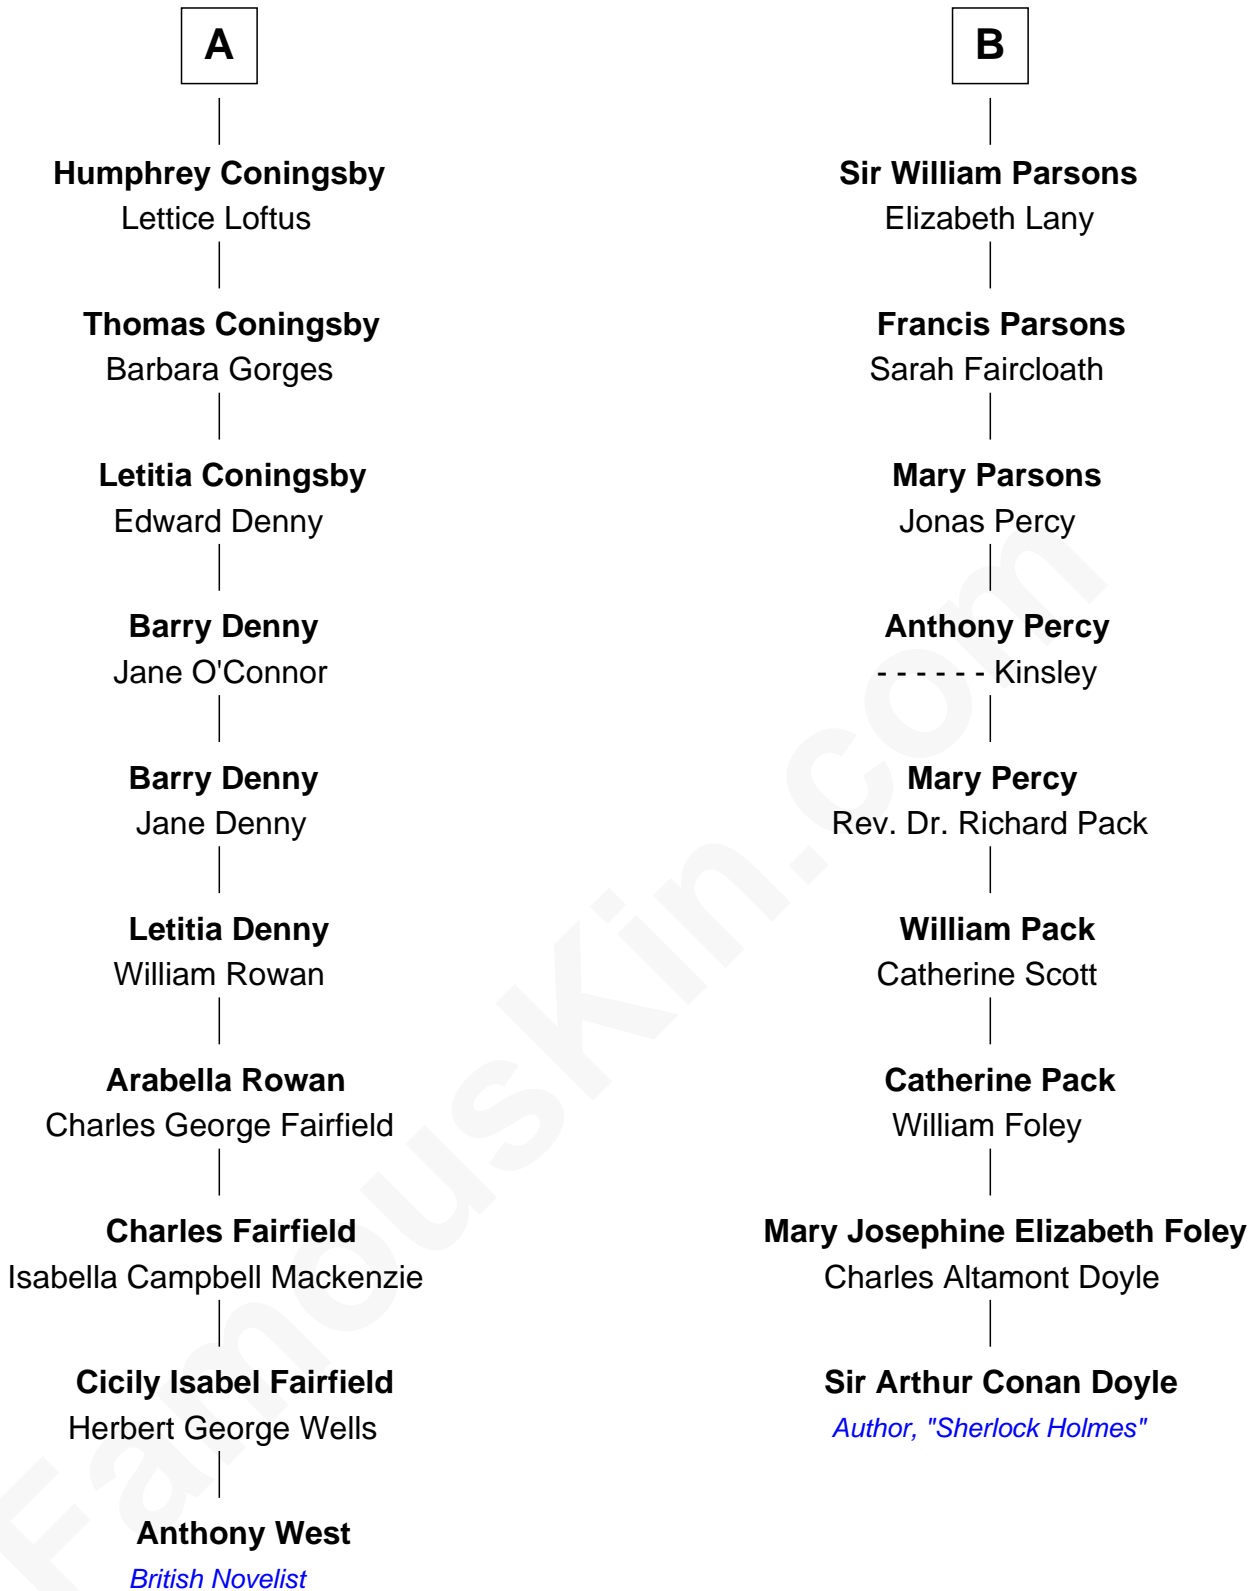 A
Humphrey Coningsby
Lettice Loftus
Thomas Coningsby
Barbara Gorges
Letitia Coningsby
Edward Denny
Barry Denny
Jane O'Connor
Barry Denny
Jane Denny
Letitia Denny
William Rowan
Arabella Rowan
Charles George Fairfield
Charles Fairfield
Isabella Campbell Mackenzie
Cicily Isabel Fairfield
Herbert George Wells
Anthony West
British Novelist
B
Sir William Parsons
Elizabeth Lany
Francis Parsons
Sarah Faircloath
Mary Parsons
Jonas Percy
Anthony Percy
- - - - - - Kinsley
Mary Percy
Rev. Dr. Richard Pack
William Pack
Catherine Scott
Catherine Pack
William Foley
Mary Josephine Elizabeth Foley
Charles Altamont Doyle
Sir Arthur Conan Doyle
Author, "Sherlock Holmes"
FamousKin.com